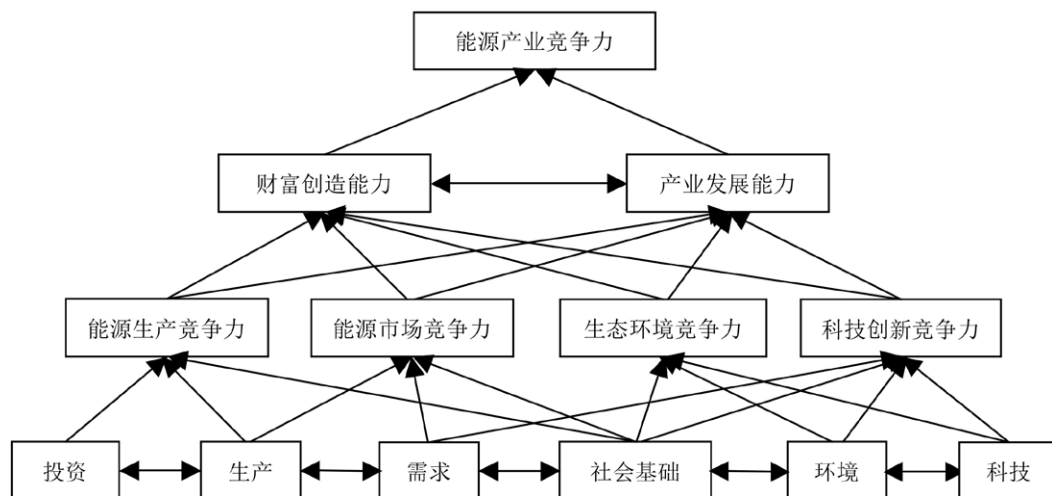 能源产业竞争力
财富创造能力
产业发展能力
能源生产竞争力
能源市场竞争力
生态环境竞争力
科技创新竞争力
投资
生产
需求
社会基础
环境
科技